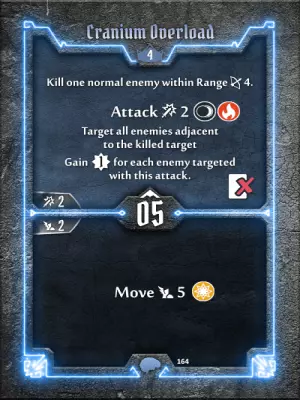 Cranium Overload
4
Kill one normal enemy within Range 4.
Attack 2
Target all enemies adjacent
to the killed target
Gain 1 for each enemy targeted
with this attack.
2
05
2
Move 5
164